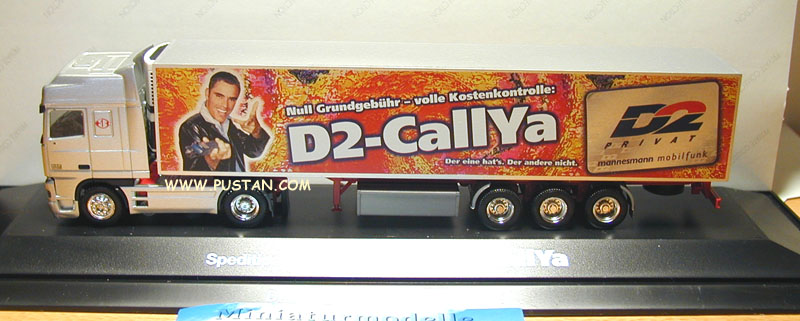 Null Grundgebühr – volle Kostenkontrolle:
D2-CallYa
Der eine hat's. Der andere nicht.
D2
PRIVAT
mannesmann mobilfunk
WWW.PUSTAN.COM
Miniaturmodelle